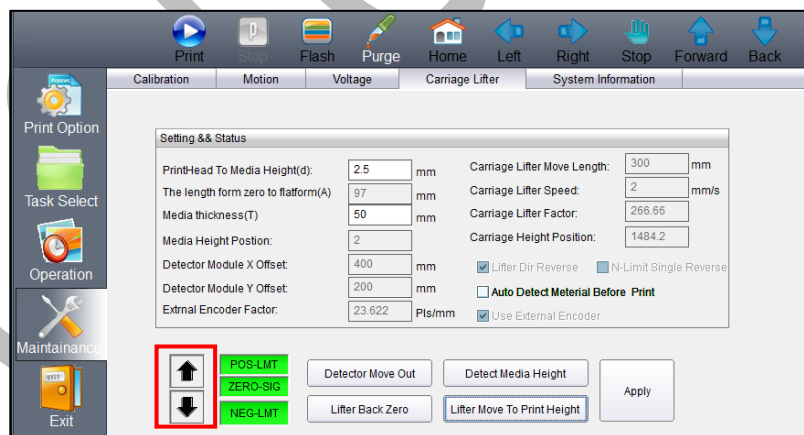 Print Stop Flash Purge Home Left Right Stop Forward Back
Calibration Motion Voltage Carriage Lifter System Information
Print Option
Task Select
Operation
Maintainance
EXIT
Exit
Setting && Status
PrintHead To Media Height(d): 2.5 mm
The length form zero to flatform(A) 97 mm
Media thickness(T) 50 mm
Media Height Postion: 2
Detector Module X Offset: 400 mm
Detector Module Y Offset: 200 mm
Extrnal Encoder Factor: 23.622 Pls/mm
Carriage Lifter Move Length: 300 mm
Carriage Lifter Speed: 2 mm/s
Carriage Lifter Factor: 266.66
Carriage Height Position: 1484.2
Lifter Dir Reverse N-Limit Single Reverse
Auto Detect Meterial Before Print
Use External Encoder
POS-LMT
ZERO-SIG
NEG-LMT
Detector Move Out Detect Media Height
Lifter Back Zero Lifter Move To Print Height
Apply